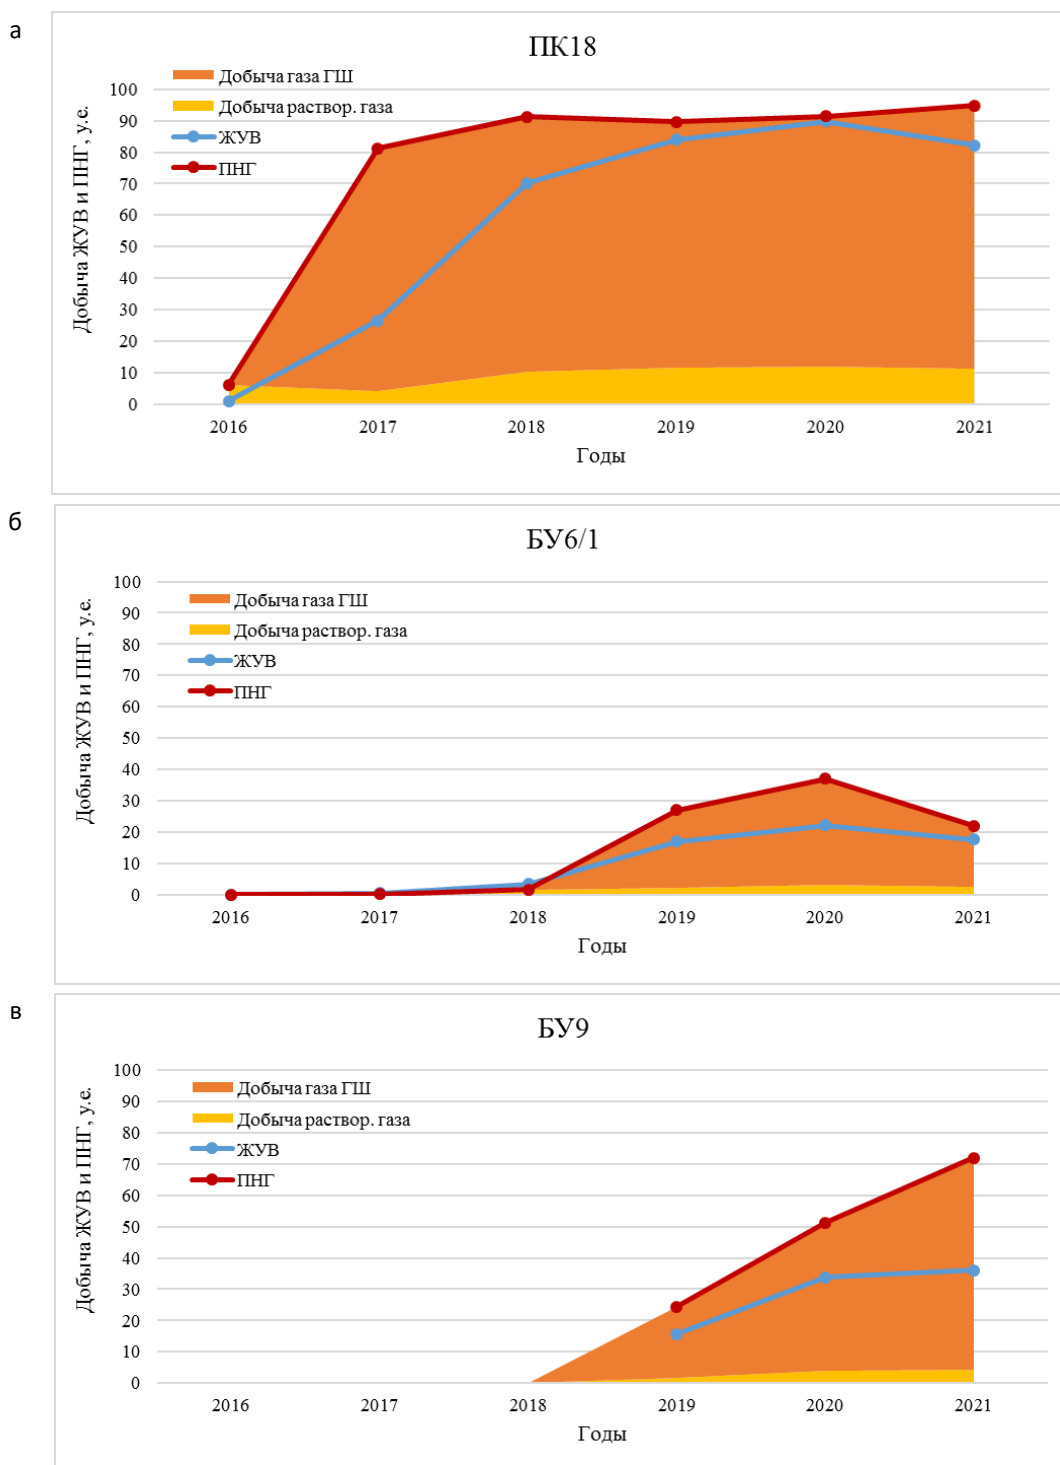 а
ПК18
Добыча газа ГШ
Добыча раствор. газа
ЖУВ
ПНГ
Добыча ЖУВ и ПНГ, у.е.
100
90
80
70
60
50
40
30
20
10
0
2016 2017 2018 2019 2020 2021
Годы
б
БУ6/1
Добыча газа ГШ
Добыча раствор. газа
ЖУВ
ПНГ
Добыча ЖУВ и ПНГ, у.е.
100
90
80
70
60
50
40
30
20
10
0
2016 2017 2018 2019 2020 2021
Годы
в
БУ9
Добыча газа ГШ
Добыча раствор. газа
ЖУВ
ПНГ
Добыча ЖУВ и ПНГ, у.е.
100
90
80
70
60
50
40
30
20
10
0
2016 2017 2018 2019 2020 2021
Годы